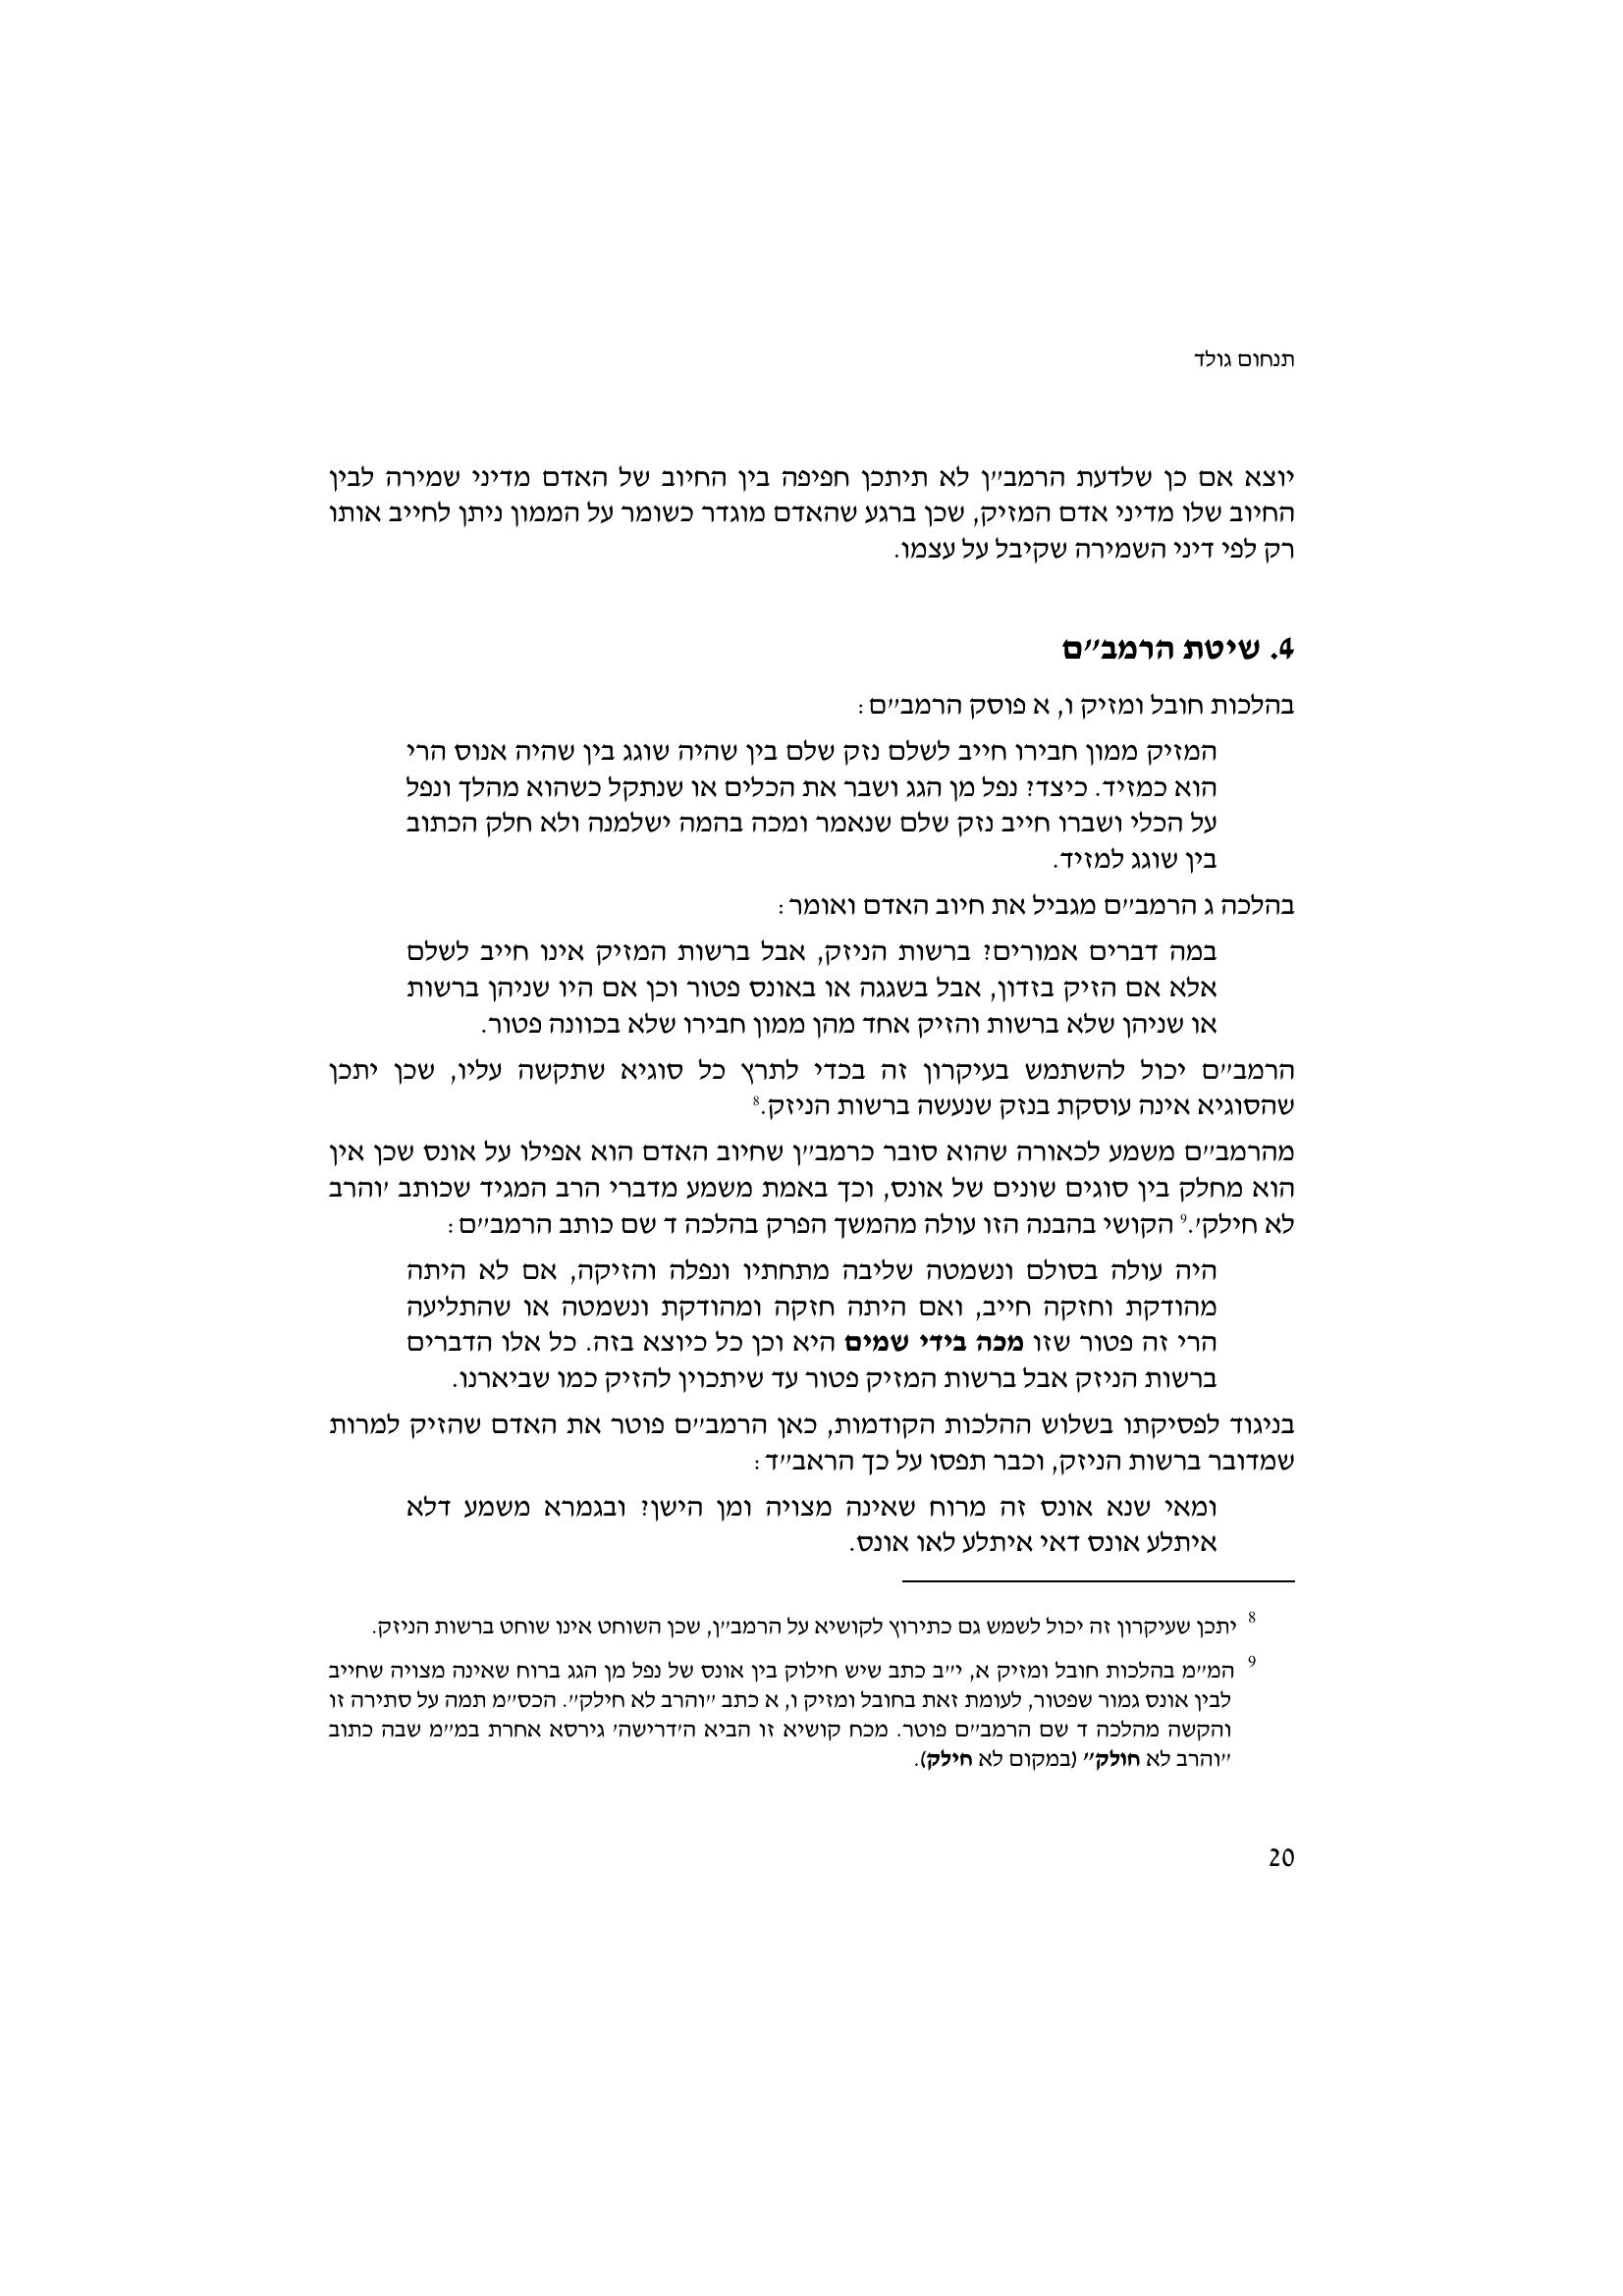 תנחום גולד
יוצא אם כן שלדעת הרמב״ן לא תיתכן חפיפה בין החיוב של האדם מדיני שמירה לבין
החיוב שלו מדיני אדם המזיק, שכן ברגע שהאדם מוגדר כשומר על הממון ניתן לחייב אותו
רק לפי דיני השמירה שקיבל על עצמו.
4. שיטת הרמב״ם
בהלכות חובל ומזיק ו, א פוסק הרמב״ם:
המזיק ממון חבירו חייב לשלם נזק שלם בין שהיה שוגג בין שהיה אנוס הרי
הוא כמזיד. כיצד? נפל מן הגג ושבר את הכלים או שנתקל כשהוא מהלך ונפל
על הכלי ושברו חייב נזק שלם שנאמר ומכה בהמה ישלמנה ולא חלק הכתוב
בין שוגג למזיד.
בהלכה ג הרמב״ם מגביל את חיוב האדם ואומר:
במה דברים אמורים? ברשות הניזק, אבל ברשות המזיק אינו חייב לשלם
אלא אם הזיק בזדון, אבל בשגגה או באונס פטור וכן אם היו שניהן ברשות
או שניהן שלא ברשות והזיק אחד מהן ממון חבירו שלא בכוונה פטור.
הרמב״ם יכול להשתמש בעיקרון זה בכדי לתרץ כל סוגיא שתקשה עליו, שכן יתכן
שהסוגיא אינה עוסקת בנזק שנעשה ברשות הניזק.8
מהרמב״ם משמע לכאורה שהוא סובר כרמב״ן שחיוב האדם הוא אפילו על אונס שכן אין
הוא מחלק בין סוגים שונים של אונס, וכך באמת משמע מדברי הרב המגיד שכותב ׳והרב
לא חילק׳.9 הקושי בהבנה הזו עולה מהמשך הפרק בהלכה ד שם כותב הרמב״ם:
היה עולה בסולם ונשמטה שליבה מתחתיו ונפלה והזיקה, אם לא היתה
מהודקת וחזקה חייב, ואם היתה חזקה ומהודקת ונשמטה או שהתליעה
הרי זה פטור שזו מכה בידי שמים היא וכן כל כיוצא בזה. כל אלו הדברים
ברשות הניזק אבל ברשות המזיק פטור עד שיתכוין להזיק כמו שביארנו.
בניגוד לפסיקתו בשלוש ההלכות הקודמות, כאן הרמב״ם פוטר את האדם שהזיק למרות
שמדובר ברשות הניזק, וכבר תפסו על כך הראב״ד:
ומאי שנא אונס זה מרוח שאינה מצויה ומן הישן? ובגמרא משמע דלא
איתלע אונס דאי איתלע לאו אונס.
8 יתכן שעיקרון זה יכול לשמש גם כתירוץ לקושיא על הרמב״ן, שכן השוחט אינו שוחט ברשות הניזק.
9 המ״מ בהלכות חובל ומזיק א, י״ב כתב שיש חילוק בין אונס של נפל מן הגג ברוח שאינה מצויה שחייב
לבין אונס גמור שפטור, לעומת זאת בחובל ומזיק ו, א כתב ״והרב לא חילק״. הכס״מ תמה על סתירה זו
והקשה מהלכה ד שם הרמב״ם פוטר. מכח קושיא זו הביא ה׳דרישה׳ גירסא אחרת במ״מ שבה כתוב
״והרב לא חולק״ (במקום לא חילק).
20